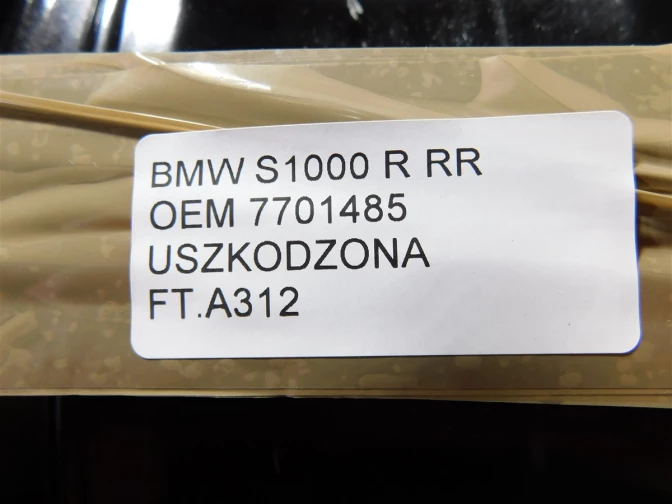 BMW S1000 R RR
OEM 7701485
USZKODZONA
FT.A312